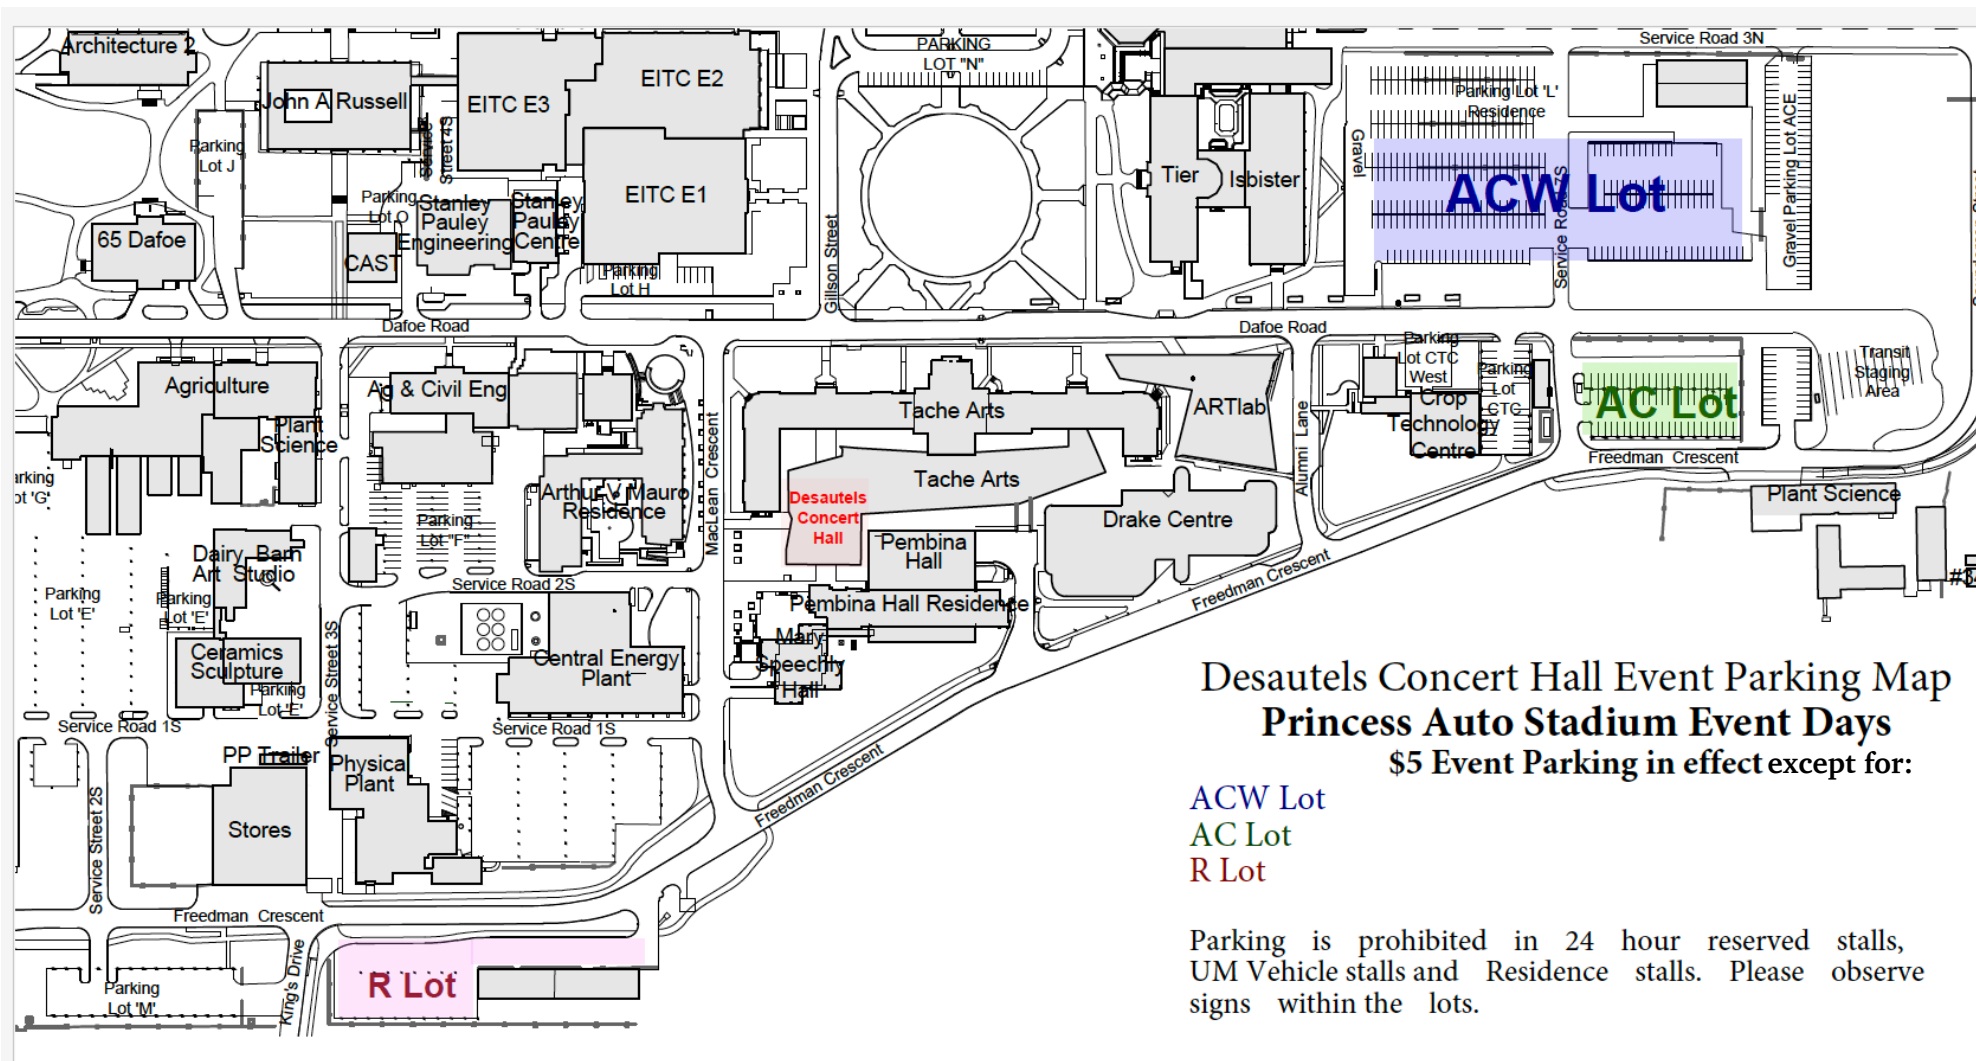 Architecture 2
John A Russell
EITC E3
EITC E2
PARKING
LOT "N"
Service Road 3N
Parking Lot 'L'
Residence
Gravel
Gravel Parking Lot ACE
Parking
Lot J
Service
Street 4S
EITC E1
Tier
Isbister
ACW Lot
Service Road 7S
Parking
Lot O
Stanley
Pauley
Engineering
Stanley
Pauley
Centre
65 Dafoe
CAST
Parking
Lot H
Gillson Street
Dafoe Road
Dafoe Road
Parking
Lot CTC
West
Parking
Lot
CTC
Crop
Technology
Centre
AC Lot
Transit
Staging
Area
Agriculture
Plant
Science
Ag & Civil Eng
Tache Arts
Tache Arts
ARTlab
Alumni Lane
MacLean Crescent
Freedman Crescent
Plant Science
Arthur V Mauro
Residence
Parking
Lot "F"
Desautels
Concert
Hall
Pembina
Hall
Drake Centre
Dairy Barn
Art Studio
Service Road 2S
Parking
Lot 'E'
Parking
Lot 'E'
Pembina Hall Residence
Freedman Crescent
Ceramics
Sculpture
Parking
Lot 'E'
Service Street 3S
Central Energy
Plant
Mary
Speechly
Hall
Service Road 1S
Service Road 1S
PP Trailer
Physical
Plant
Stores
Service Street 2S
Freedman Crescent
Freedman Crescent
King's Drive
Parking
Lot 'M'
R Lot
Desautels Concert Hall Event Parking Map
Princess Auto Stadium Event Days
$5 Event Parking in effect except for:
ACW Lot
AC Lot
R Lot
Parking is prohibited in 24 hour reserved stalls,
UM Vehicle stalls and Residence stalls. Please observe
signs within the lots.